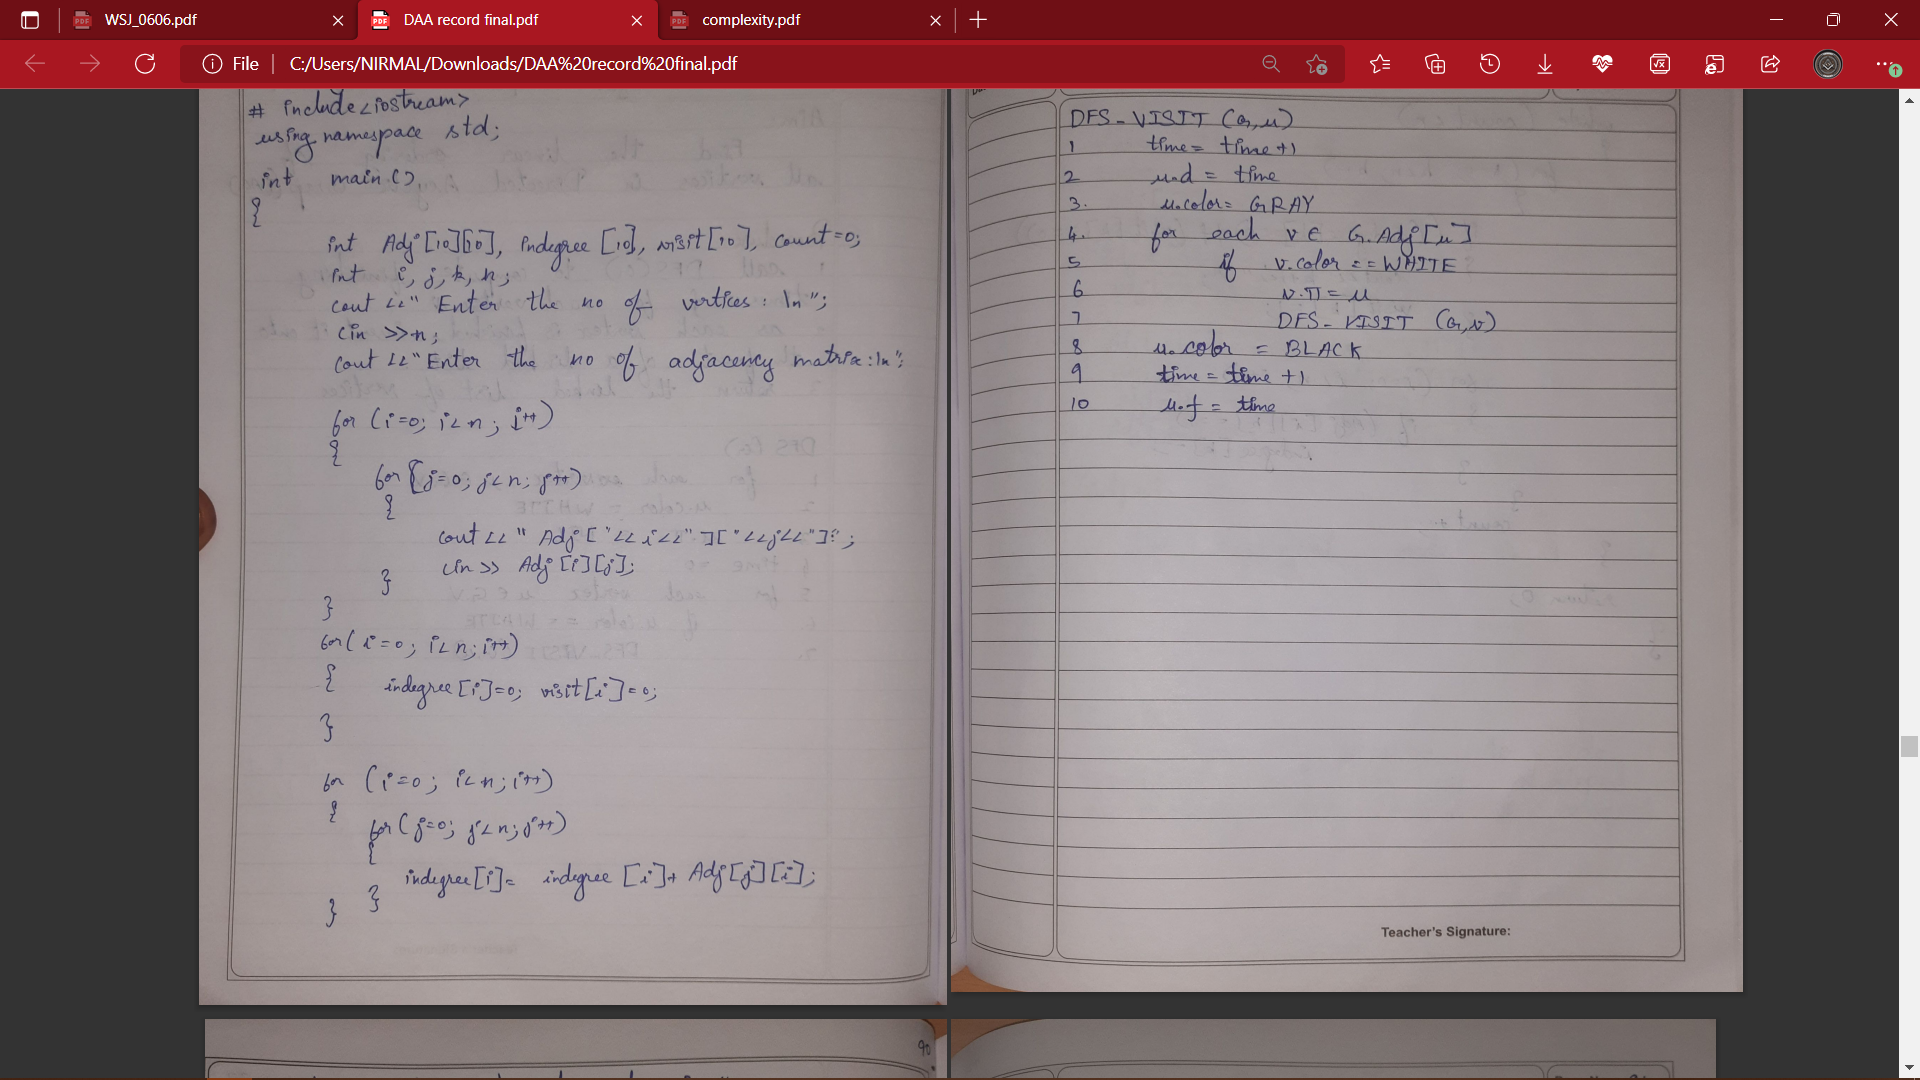 WSJ_0606.pdf
DAA record final.pdf
complexity.pdf
File
C:/Users/NIRMAL/Downloads/DAA%20record%20final.pdf
# include<iostream>
using namespace std;
int main()
{
int Adj[10][10], indegree [10], visit[10], count=0;
int i, j, k, n;
cout << " Enter the no of vertices : \n";
cin >>n;
cout << "Enter the no of adjacency matrix :\n";
for (i=0; i<n; i++)
{
for (j=0; j<n; j++)
{
cout << " Adj ["<<i<<" ]["<<j<<"]:";
cin >> Adj [i][j];
}
}
for( i=0; i<n; i++)
{
indegree[i]=0; visit[i]=0;
}
for (i=0; i<n; i++)
{
for (j=0; j<n; j++)
{
indegree[i]= indegree [i]+ Adj[j][i];
}
}
DFS-VISIT (G,u)
1 time = time +1
2 u.d = time
3. u.color= GRAY
4. for each v ∈ G.Adj[u]
5 if v.color == WHITE
6 v.π = u
7 DFS-VISIT (G,v)
8 u.color = BLACK
9 time = time +1
10 u.f = time
Teacher's Signature:
90